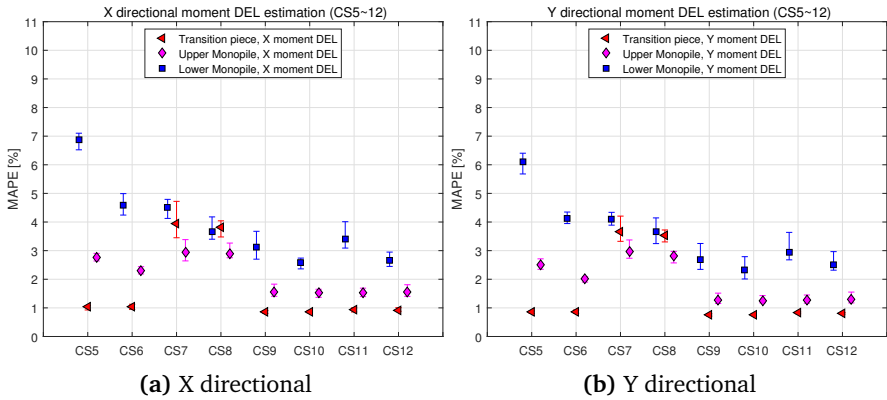 X directional moment DEL estimation (CS5~12)
11
10
9
8
7
6
5
4
3
2
1
0
MAPE [%]
Transition piece, X moment DEL
Upper Monopile, X moment DEL
Lower Monopile, X moment DEL
CS5 CS6 CS7 CS8 CS9 CS10 CS11 CS12
(a) X directional
Y directional moment DEL estimation (CS5~12)
11
10
9
8
7
6
5
4
3
2
1
0
MAPE [%]
Transition piece, Y moment DEL
Upper Monopile, Y moment DEL
Lower Monopile, Y moment DEL
CS5 CS6 CS7 CS8 CS9 CS10 CS11 CS12
(b) Y directional